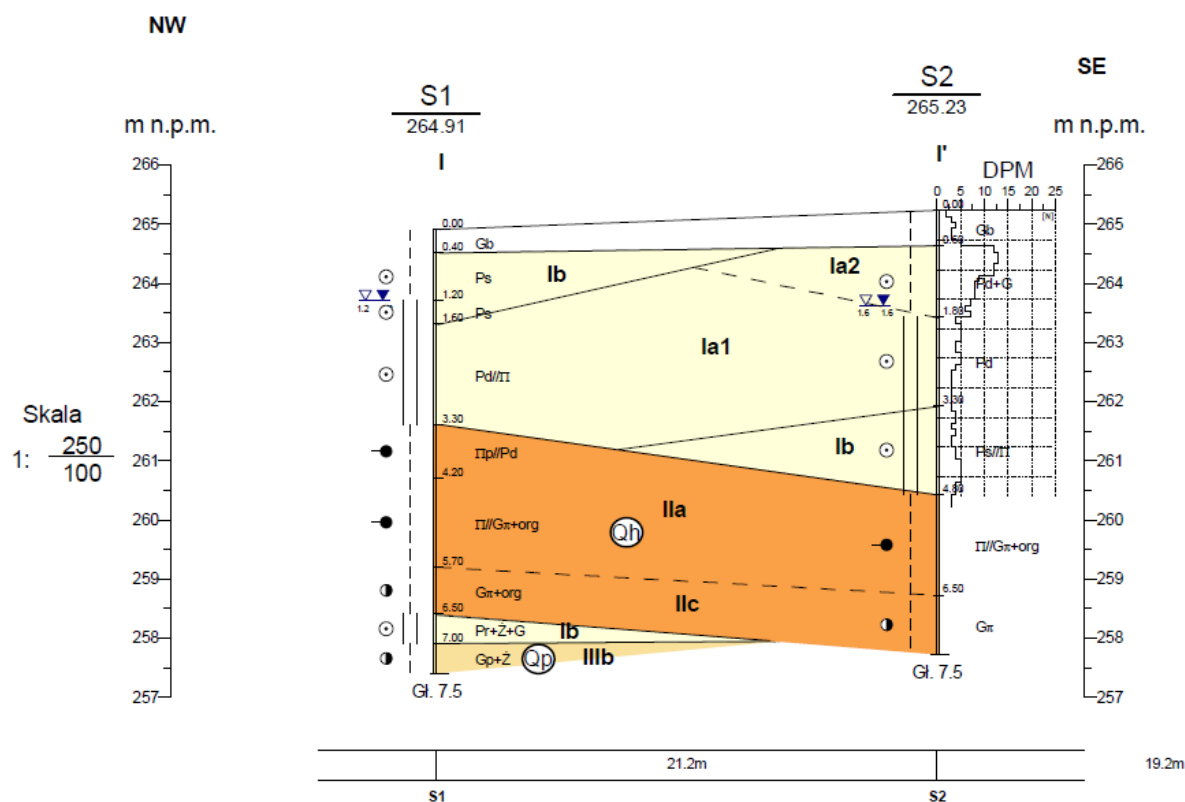 NW
SE
S1
264.91
S2
265.23
m n.p.m.
m n.p.m.
I
I'
DPM
0 5 10 15 20 25
[N]
266
265
264
263
262
261
260
259
258
257
266
265
264
263
262
261
260
259
258
257
Skala
1: 250
100
0.00
Gb
0.40
Ps
1.20
Ps
1.60
Pd//Π
3.30
Πp//Pd
4.20
Π//Gπ+org
5.70
Gπ+org
6.50
Pr+Ż+G
7.00
Gp+Ż
Gł. 7.5
1.2
Ib
Ia2
Ia1
Ib
IIa
Qh
IIc
Ib
Qp
IIIb
1.6 1.6
0.00
Gb
0.60
Pd+G
1.80
Pd
3.30
Ps//Π
4.80
Π//Gπ+org
6.50
Gπ
Gł. 7.5
21.2m
19.2m
S1
S2